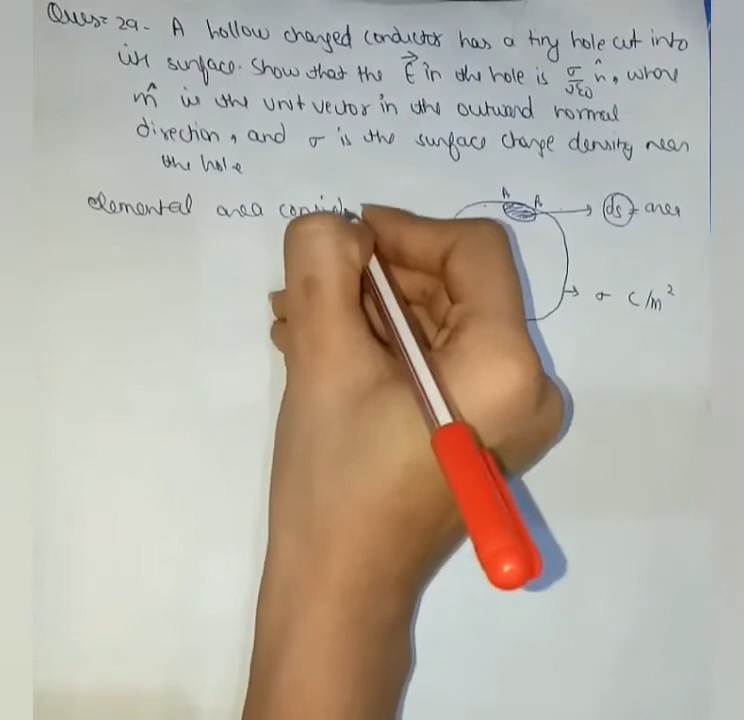 Ques= 29- A hollow charged conductor has a tiny hole cut into
its surface. Show that the E in the hole is σ/2ε0 n̂, where
n̂ is the unit vector in the outward normal
direction, and σ is the surface charge density near
the hole
elemental area consid
A A
ds = area
σ C/m²